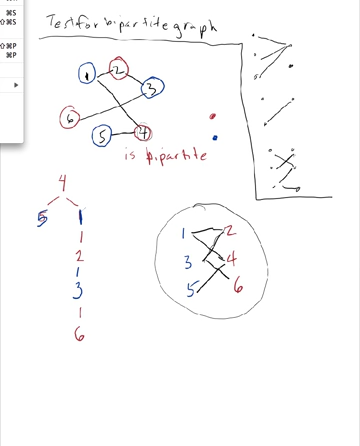 ⌘S
⇧⌘S
⇧⌘P
⌘P
Test for bipartite graph
1 2
3
6
5 4
is bipartite
4
5 1
2
3
6
1 2
3 4
5 6